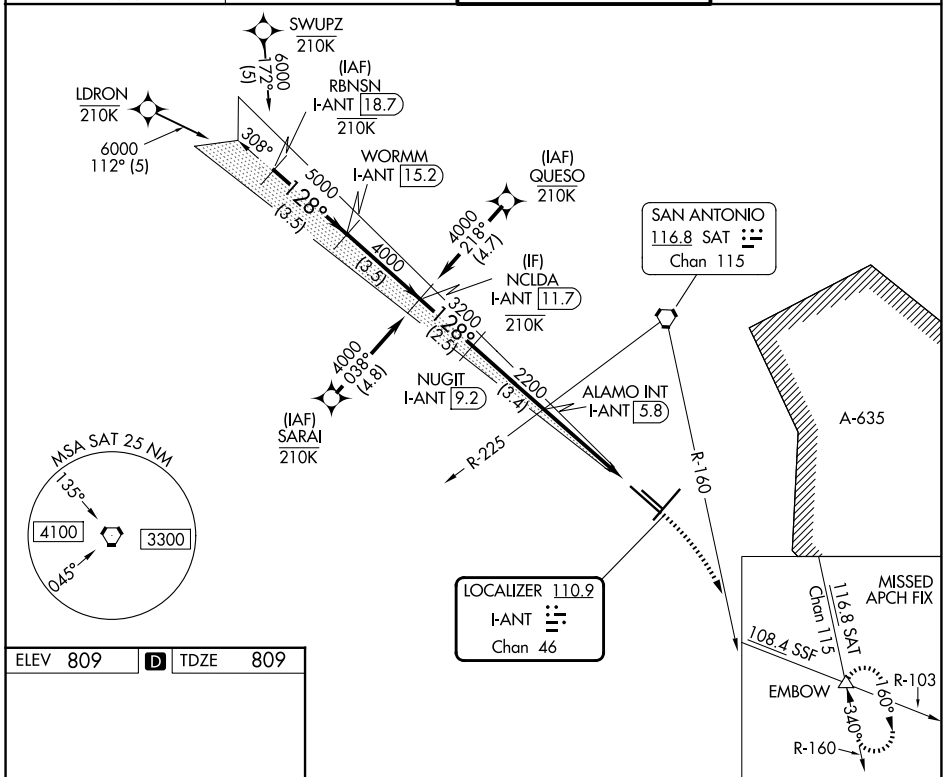 SWUPZ
210K
6000
172°
(5)
(IAF)
RBNSN
I-ANT 18.7
210K
LDRON
210K
6000
112° (5)
308°
128°
5000
(3.5)
WORMM
I-ANT 15.2
(IAF)
QUESO
210K
4000
218°
(4.7)
4000
(3.5)
(IF)
NCLDA
I-ANT 11.7
210K
SAN ANTONIO
116.8 SAT
Chan 115
3200
128°
(2.5)
4000
038°
(4.8)
(IAF)
SARAI
210K
NUGIT
I-ANT 9.2
2200
(3.4)
ALAMO INT
I-ANT 5.8
R-225
R-160
A-635
MSA SAT 25 NM
135°
4100
3300
045°
LOCALIZER 110.9
I-ANT
Chan 46
MISSED
APCH FIX
116.8 SAT
Chan 115
108.4 SSF
EMBOW
R-103
160°
340°
R-160
ELEV 809 D TDZE 809